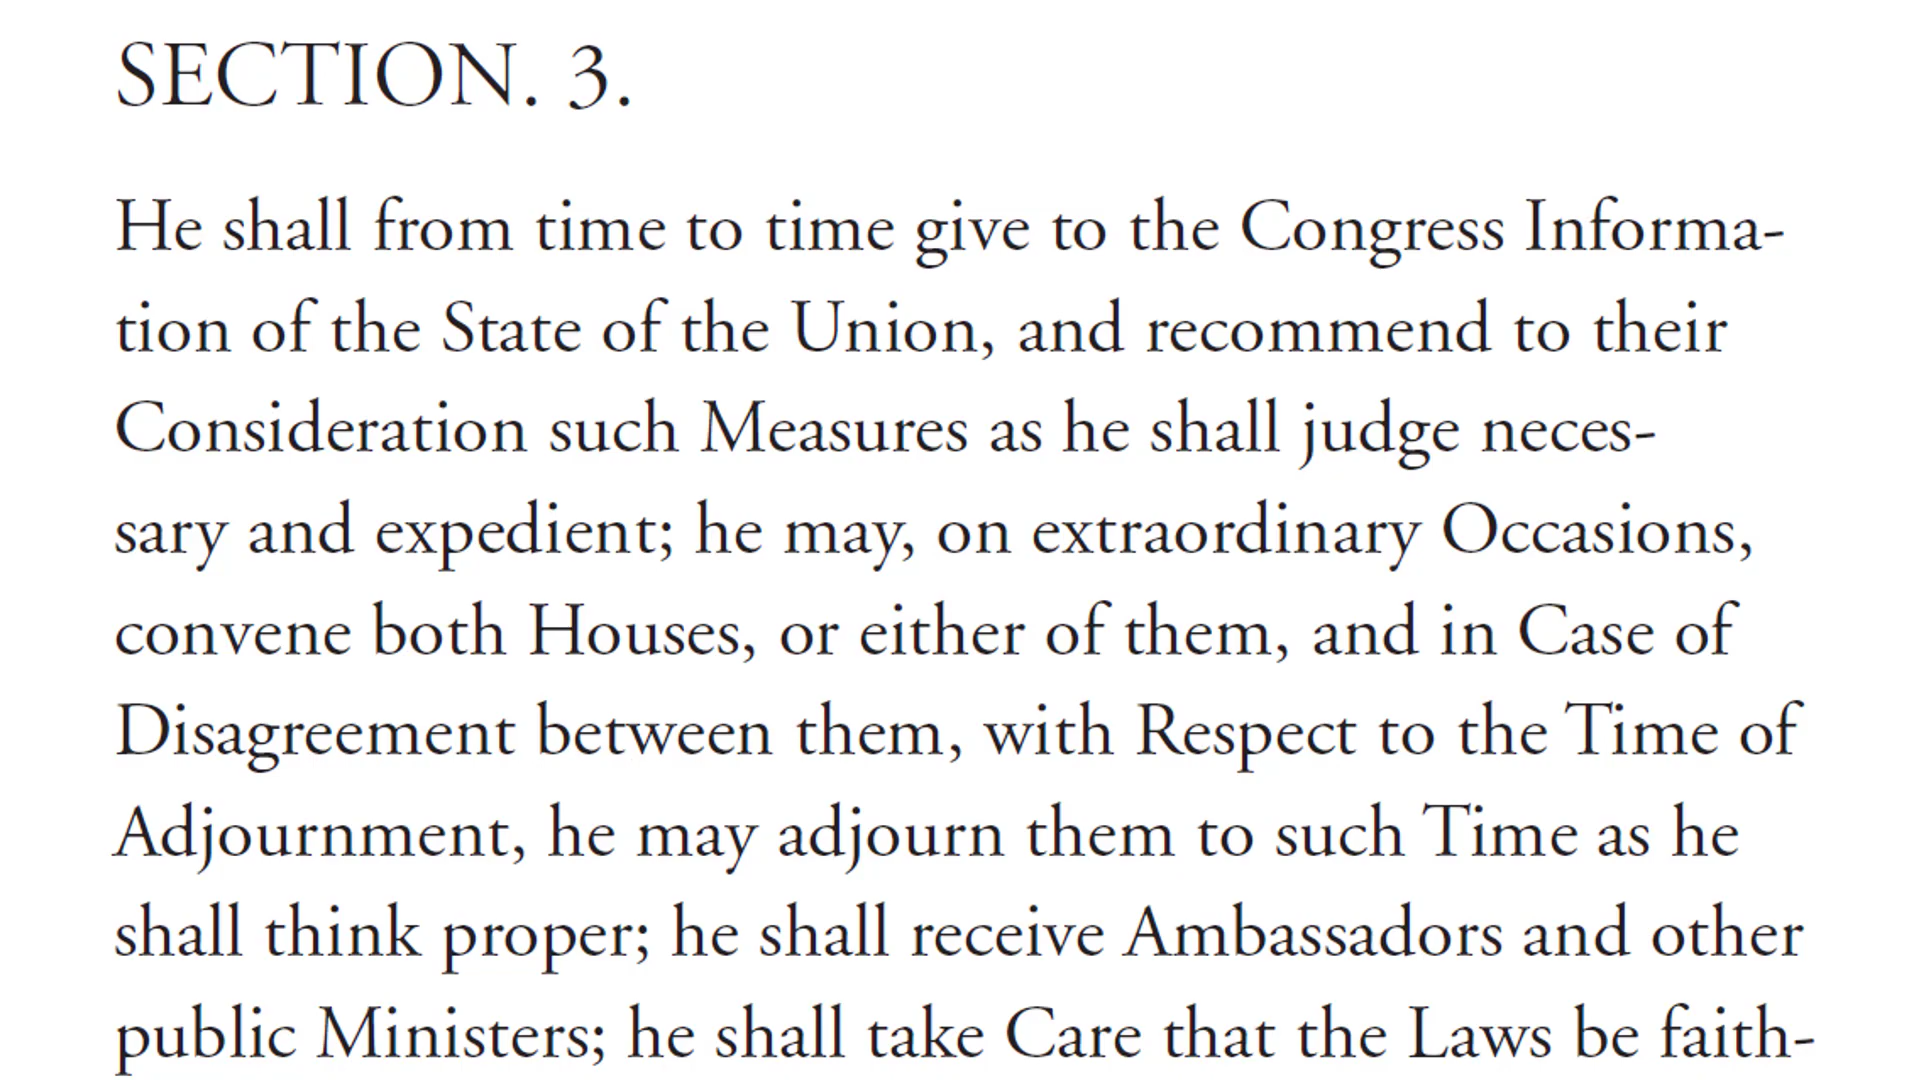 SECTION. 3.
He shall from time to time give to the Congress Informa-
tion of the State of the Union, and recommend to their
Consideration such Measures as he shall judge neces-
sary and expedient; he may, on extraordinary Occasions,
convene both Houses, or either of them, and in Case of
Disagreement between them, with Respect to the Time of
Adjournment, he may adjourn them to such Time as he
shall think proper; he shall receive Ambassadors and other
public Ministers; he shall take Care that the Laws be faith-